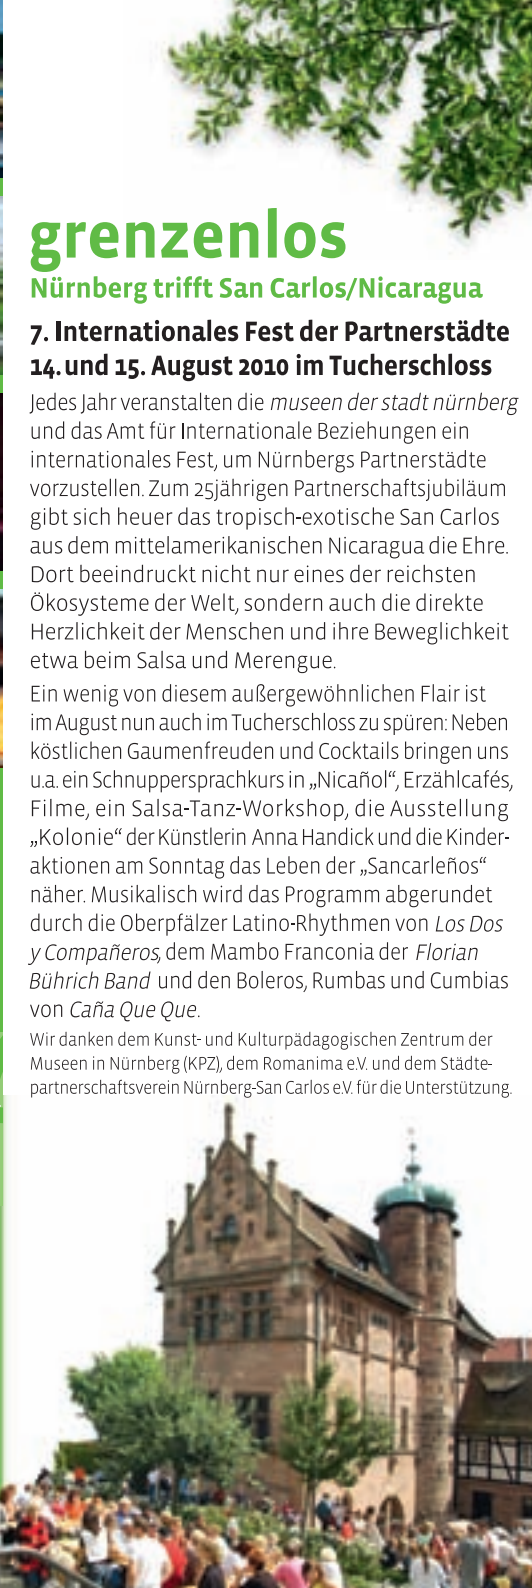 grenzenlos
Nürnberg trifft San Carlos/Nicaragua
7. Internationales Fest der Partnerstädte
14. und 15. August 2010 im Tucherschloss
Jedes Jahr veranstalten die museen der stadt nürnberg
und das Amt für Internationale Beziehungen ein
internationales Fest, um Nürnbergs Partnerstädte
vorzustellen. Zum 25jährigen Partnerschaftsjubiläum
gibt sich heuer das tropisch-exotische San Carlos
aus dem mittelamerikanischen Nicaragua die Ehre.
Dort beeindruckt nicht nur eines der reichsten
Ökosysteme der Welt, sondern auch die direkte
Herzlichkeit der Menschen und ihre Beweglichkeit
etwa beim Salsa und Merengue.
Ein wenig von diesem außergewöhnlichen Flair ist
im August nun auch im Tucherschloss zu spüren: Neben
köstlichen Gaumenfreuden und Cocktails bringen uns
u.a. ein Schnuppersprachkurs in „Nicañol“, Erzählcafés,
Filme, ein Salsa-Tanz-Workshop, die Ausstellung
„Kolonie“ der Künstlerin Anna Handick und die Kinder-
aktionen am Sonntag das Leben der „Sancarleños“
näher. Musikalisch wird das Programm abgerundet
durch die Oberpfälzer Latino-Rhythmen von Los Dos
y Compañeros, dem Mambo Franconia der Florian
Bührich Band und den Boleros, Rumbas und Cumbias
von Caña Que Que.
Wir danken dem Kunst- und Kulturpädagogischen Zentrum der
Museen in Nürnberg (KPZ), dem Romanima e.V. und dem Städte-
partnerschaftsverein Nürnberg-San Carlos e.V. für die Unterstützung.